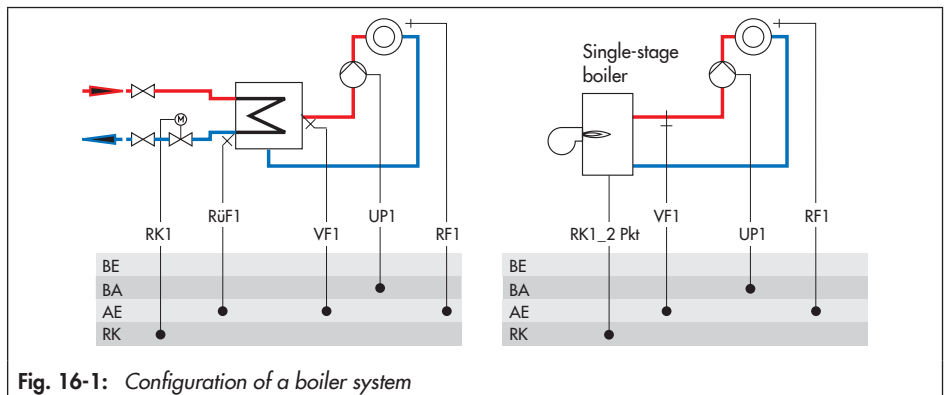 Single-stage
boiler
M
RK1
RüF1
VF1
UP1
RF1
RK1_2 Pkt
VF1
UP1
RF1
BE
BA
AE
RK
BE
BA
AE
RK
Fig. 16-1: Configuration of a boiler system